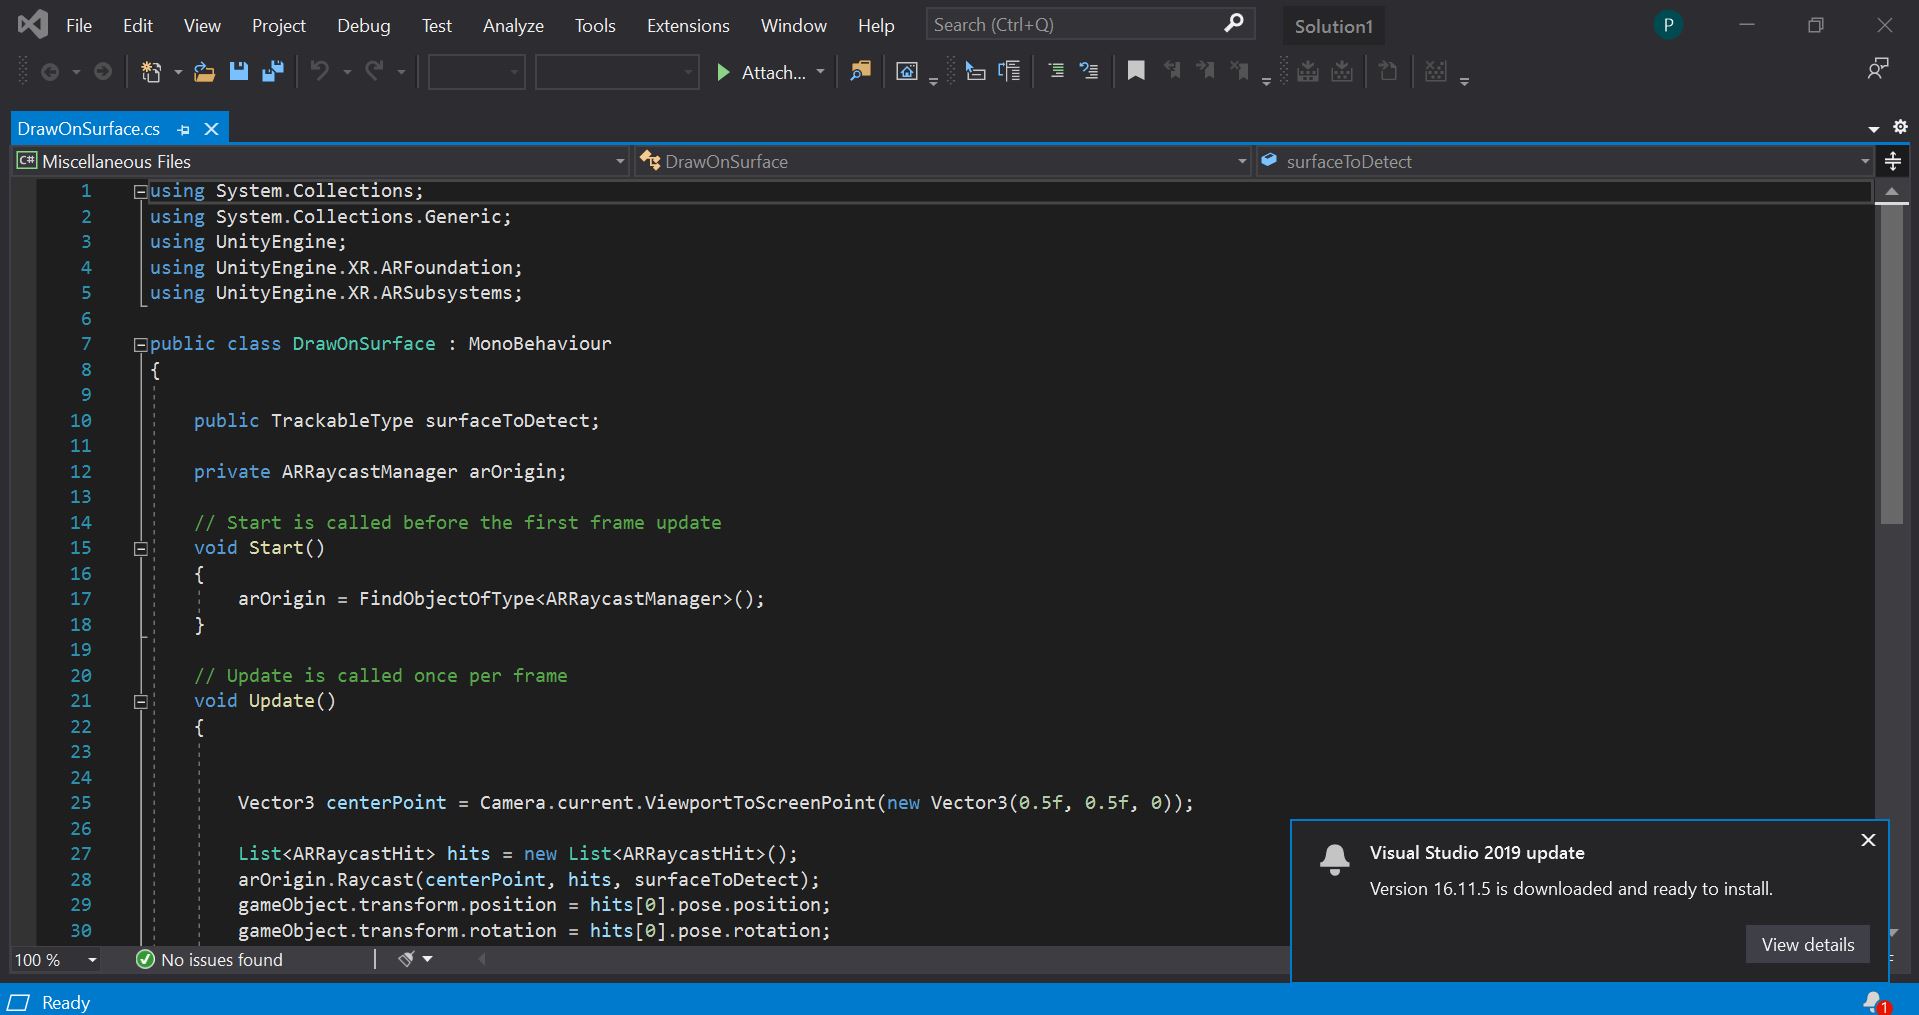 File Edit View Project Debug Test Analyze Tools Extensions Window Help Search (Ctrl+Q) Solution1 P
Attach...
DrawOnSurface.cs
C# Miscellaneous Files DrawOnSurface surfaceToDetect
1 using System.Collections;
2 using System.Collections.Generic;
3 using UnityEngine;
4 using UnityEngine.XR.ARFoundation;
5 using UnityEngine.XR.ARSubsystems;
6
7 public class DrawOnSurface : MonoBehaviour
8 {
9
10 public TrackableType surfaceToDetect;
11
12 private ARRaycastManager arOrigin;
13
14 // Start is called before the first frame update
15 void Start()
16 {
17 arOrigin = FindObjectOfType<ARRaycastManager>();
18 }
19
20 // Update is called once per frame
21 void Update()
22 {
23
24
25 Vector3 centerPoint = Camera.current.ViewportToScreenPoint(new Vector3(0.5f, 0.5f, 0));
26
27 List<ARRaycastHit> hits = new List<ARRaycastHit>();
28 arOrigin.Raycast(centerPoint, hits, surfaceToDetect);
29 gameObject.transform.position = hits[0].pose.position;
30 gameObject.transform.rotation = hits[0].pose.rotation;
Visual Studio 2019 update
Version 16.11.5 is downloaded and ready to install.
View details
100 % No issues found
Ready 1